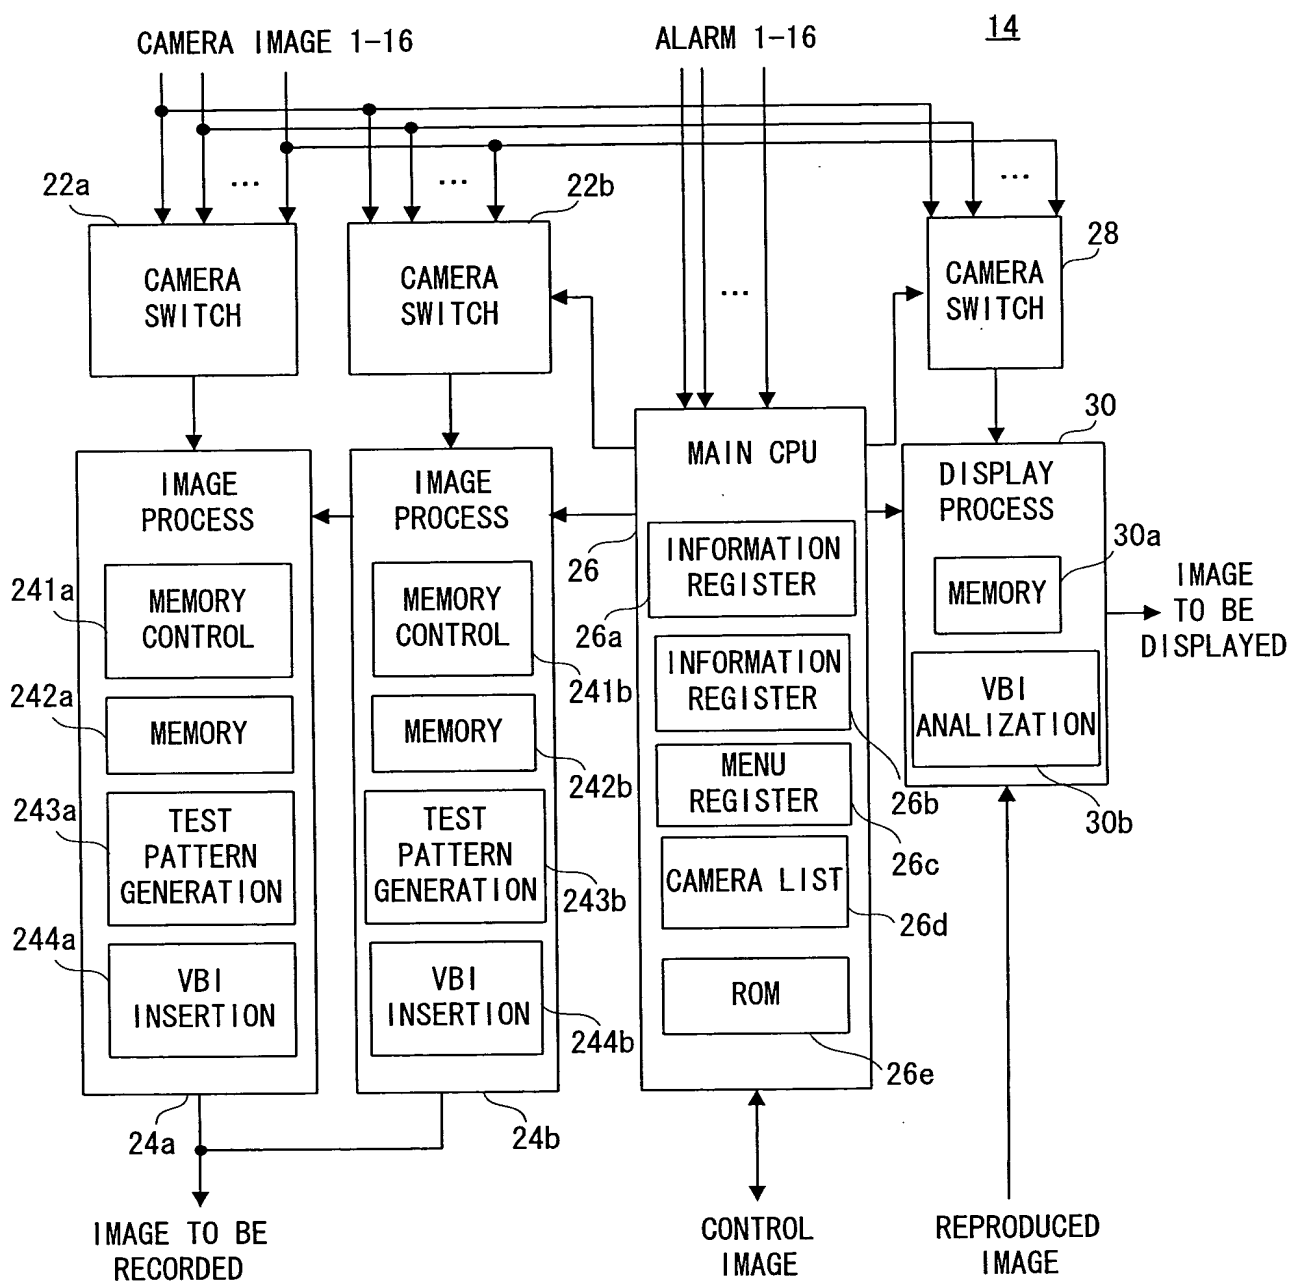 CAMERA IMAGE 1-16
ALARM 1-16
14
...
...
...
22a
22b
28
CAMERA
SWITCH
CAMERA
SWITCH
CAMERA
SWITCH
...
IMAGE
PROCESS
24a
241a
MEMORY
CONTROL
242a
MEMORY
243a
TEST
PATTERN
GENERATION
244a
VBI
INSERTION
IMAGE
PROCESS
24b
MEMORY
CONTROL
241b
MEMORY
242b
TEST
PATTERN
GENERATION
243b
VBI
INSERTION
244b
MAIN CPU
26
INFORMATION
REGISTER
26a
INFORMATION
REGISTER
26b
MENU
REGISTER
26c
CAMERA LIST
26d
ROM
26e
30
DISPLAY
PROCESS
30a
MEMORY
VBI
ANALIZATION
30b
IMAGE
TO BE
DISPLAYED
IMAGE TO BE
RECORDED
CONTROL
IMAGE
REPRODUCED
IMAGE